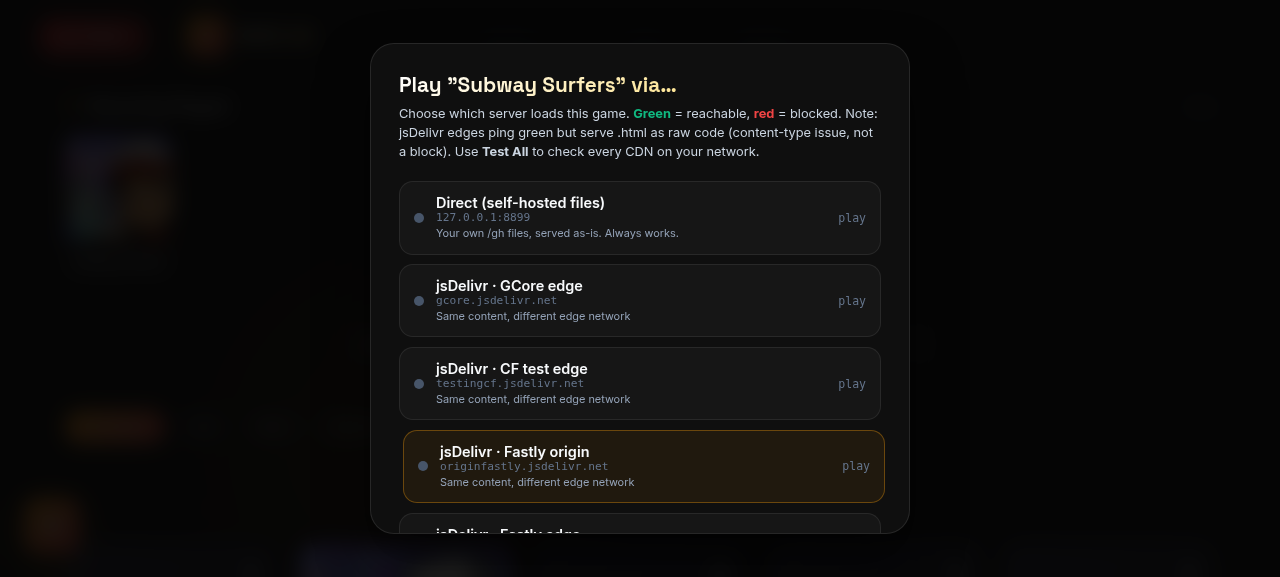 Play ”Subway Surfers” via…
Choose which server loads this game. Green = reachable, red = blocked. Note:
jsDelivr edges ping green but serve .html as raw code (content-type issue, not
a block). Use Test All to check every CDN on your network.
Direct (self-hosted files)
127.0.0.1:8899
play
Your own /gh files, served as-is. Always works.
jsDelivr · GCore edge
gcore.jsdelivr.net
play
Same content, different edge network
jsDelivr · CF test edge
testingcf.jsdelivr.net
play
Same content, different edge network
jsDelivr · Fastly origin
originfastly.jsdelivr.net
play
Same content, different edge network
jsDelivr · Fastly edge